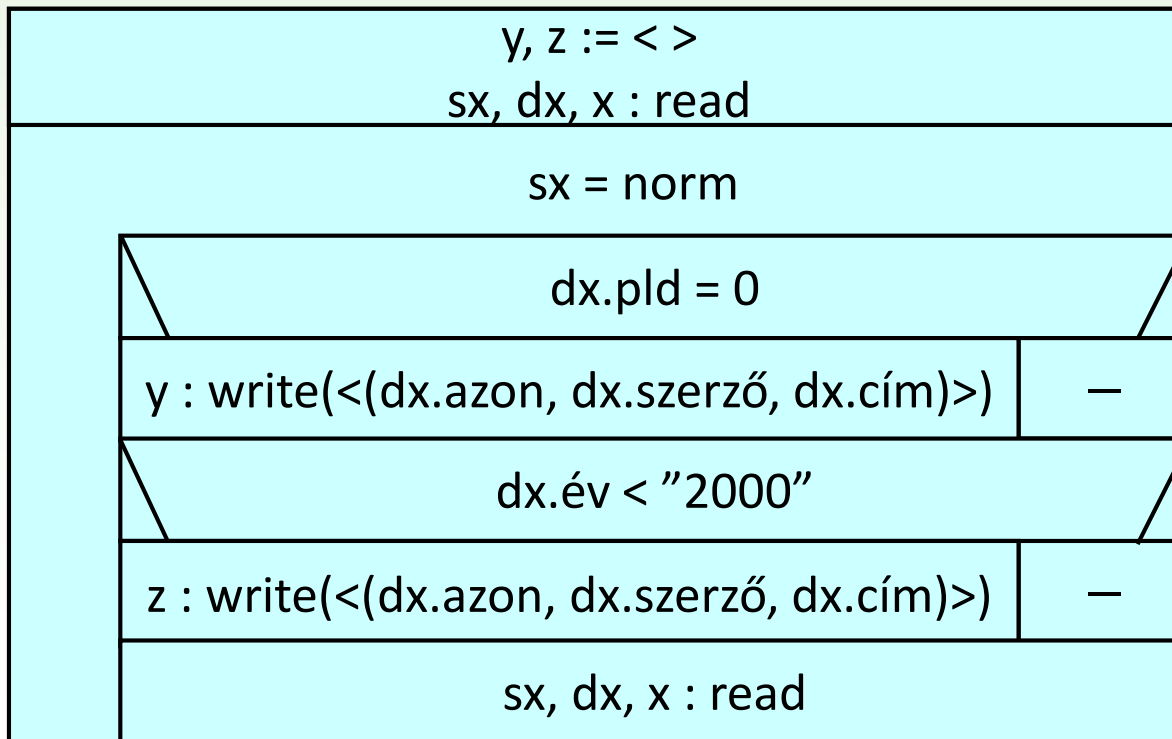 y, z := < >
sx, dx, x : read
sx = norm
dx.pld = 0
y : write(<(dx.azon, dx.szerző, dx.cím)>)
–
dx.év < ”2000”
z : write(<(dx.azon, dx.szerző, dx.cím)>)
–
sx, dx, x : read